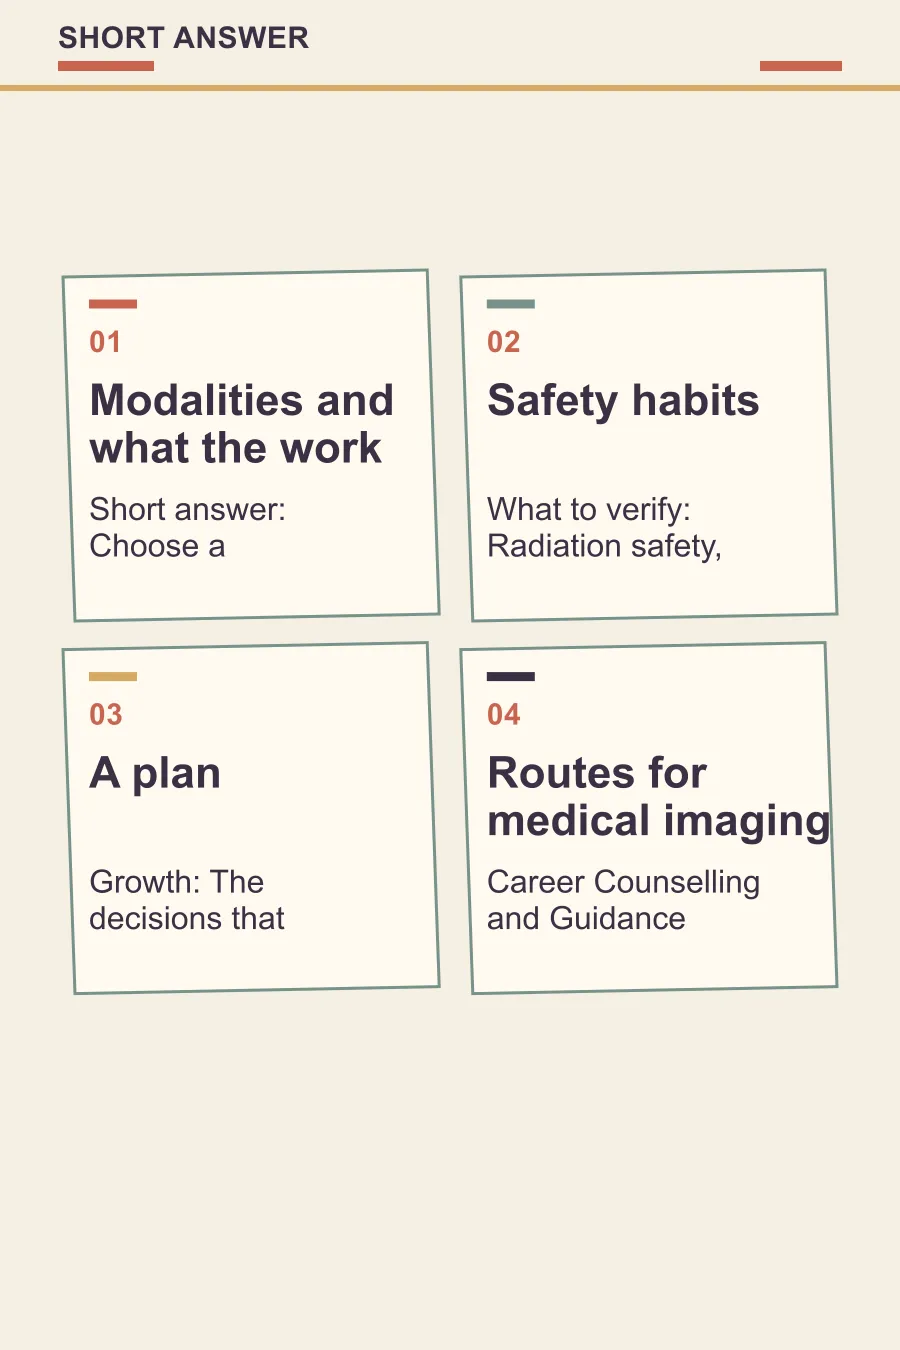 SHORT ANSWER
01
Modalities and
what the work
Short answer:
Choose a
02
Safety habits
What to verify:
Radiation safety,
03
A plan
Growth: The
decisions that
04
Routes for
medical imaging
Career Counselling
and Guidance